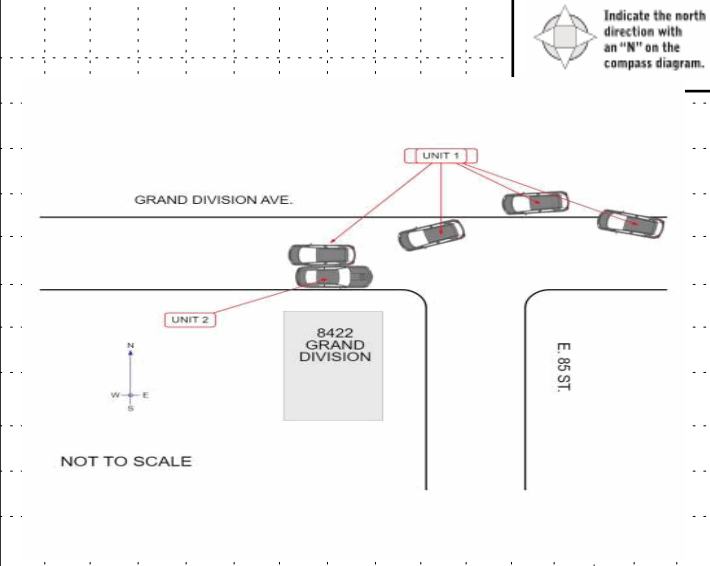 Indicate the north
direction with
an "N" on the
compass diagram.
UNIT 1
GRAND DIVISION AVE.
UNIT 2
8422
GRAND
DIVISION
E. 85 ST.
N
W E
S
NOT TO SCALE